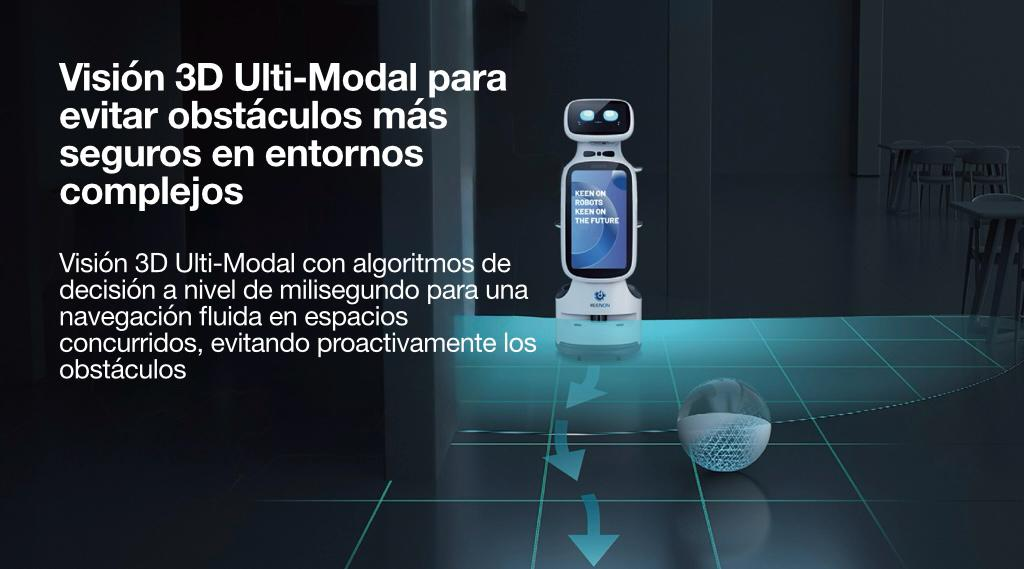 Visión 3D Ulti-Modal para
evitar obstáculos más
seguros en entornos
complejos
Visión 3D Ulti-Modal con algoritmos de
decisión a nivel de milisegundo para una
navegación fluida en espacios
concurridos, evitando proactivamente los
obstáculos
KEEN ON
ROBOTS
KEEN ON
THE FUTURE
KEENON